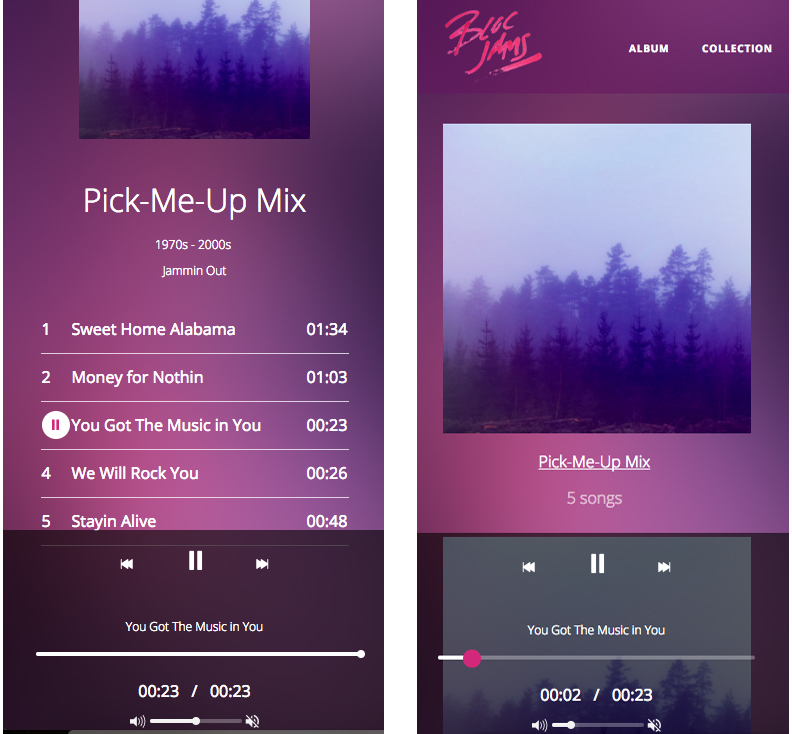 Pick-Me-Up Mix
1970s - 2000s
Jammin Out
1 Sweet Home Alabama 01:34
2 Money for Nothin 01:03
You Got The Music in You 00:23
4 We Will Rock You 00:26
5 Stayin Alive 00:48
You Got The Music in You
00:23 / 00:23
BLOC
JAMS
ALBUM COLLECTION
Pick-Me-Up Mix
5 songs
You Got The Music in You
00:02 / 00:23